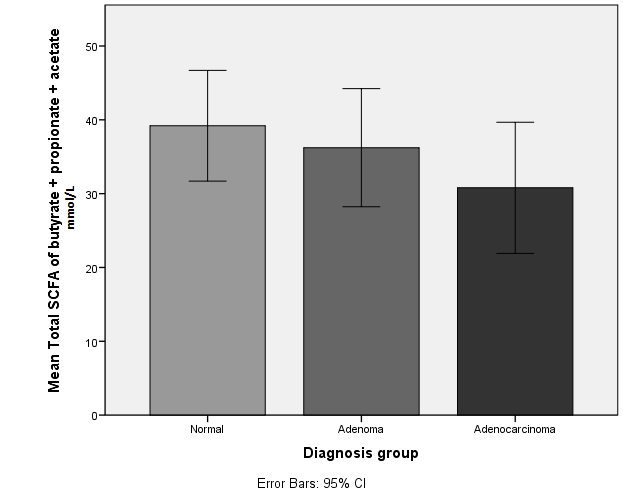 Mean Total SCFA of butyrate + propionate + acetate
mmol/L
50
40
30
20
10
0
Normal
Adenoma
Adenocarcinoma
Diagnosis group
Error Bars: 95% CI